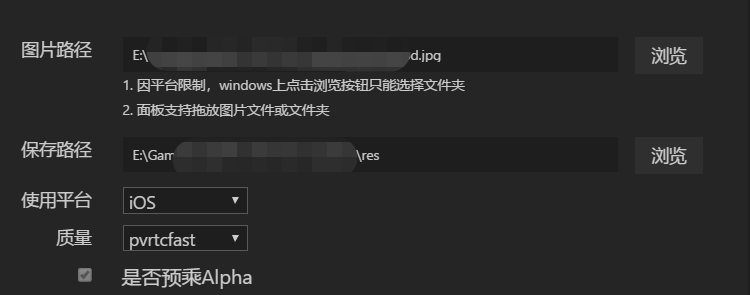 图片路径 E:\ d.jpg 浏览
1. 因平台限制，windows上点击浏览按钮只能选择文件夹
2. 面板支持拖放图片文件或文件夹
保存路径 E:\Gam \res 浏览
使用平台 iOS
质量 pvrtcfast
是否预乘Alpha